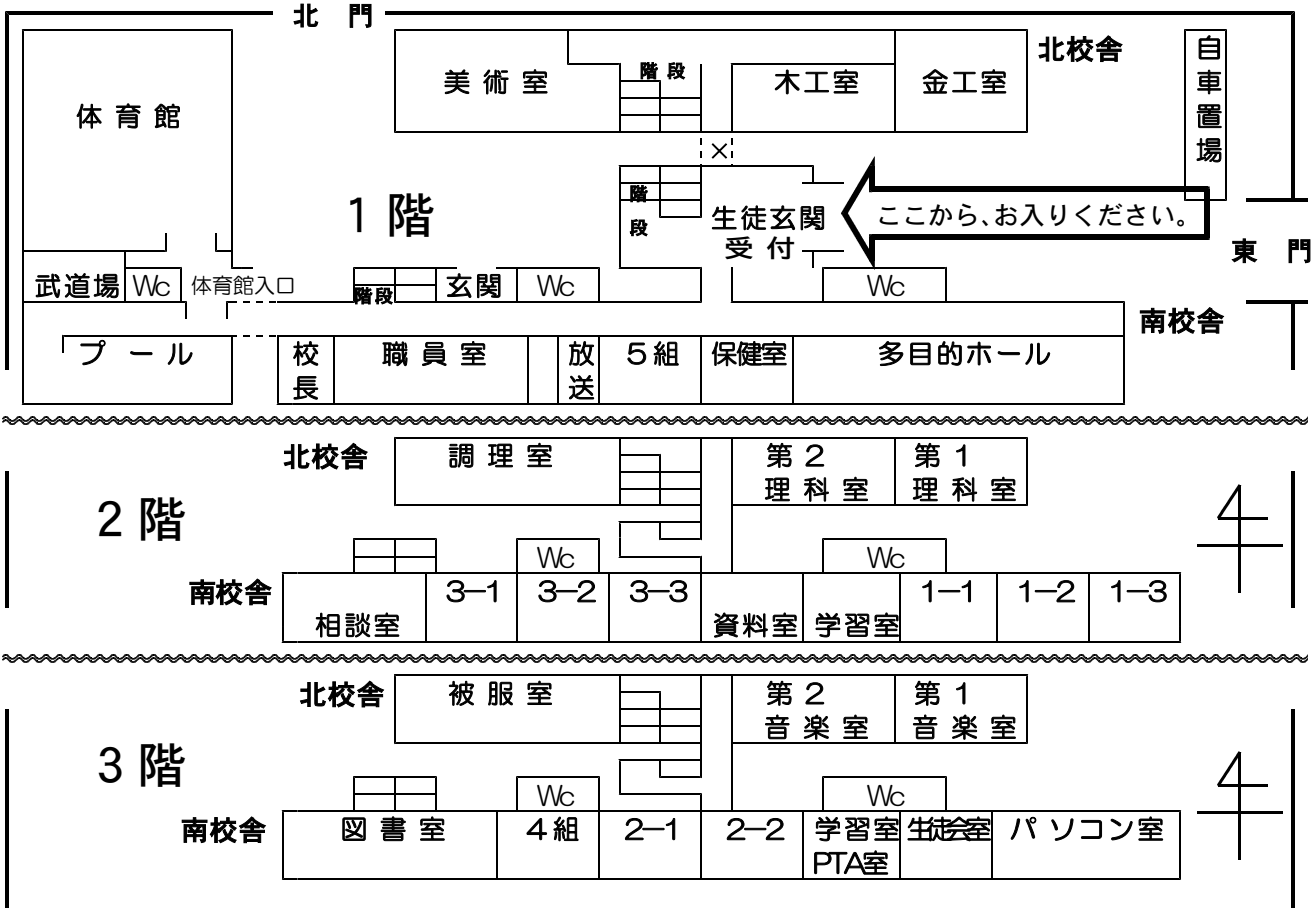 北 門
北校舎
自車置場
体 育 館
美 術 室
階 段
木工室
金工室
×
1 階
階段
生徒玄関
受 付
ここから、お入りください。
東 門
武道場
Wc
体育館入口
階段
玄関
Wc
Wc
南校舎
プ ー ル
校長
職 員 室
放送
5組
保健室
多目的ホール
2 階
北校舎
調 理 室
第 2
理 科 室
第 1
理 科 室
Wc
Wc
南校舎
相談室
3－1
3－2
3－3
資料室
学習室
1－1
1－2
1－3
3 階
北校舎
被 服 室
第 2
音 楽 室
第 1
音 楽 室
Wc
Wc
南校舎
図 書 室
4組
2－1
2－2
学習室
PTA室
生徒会室
パソコン室